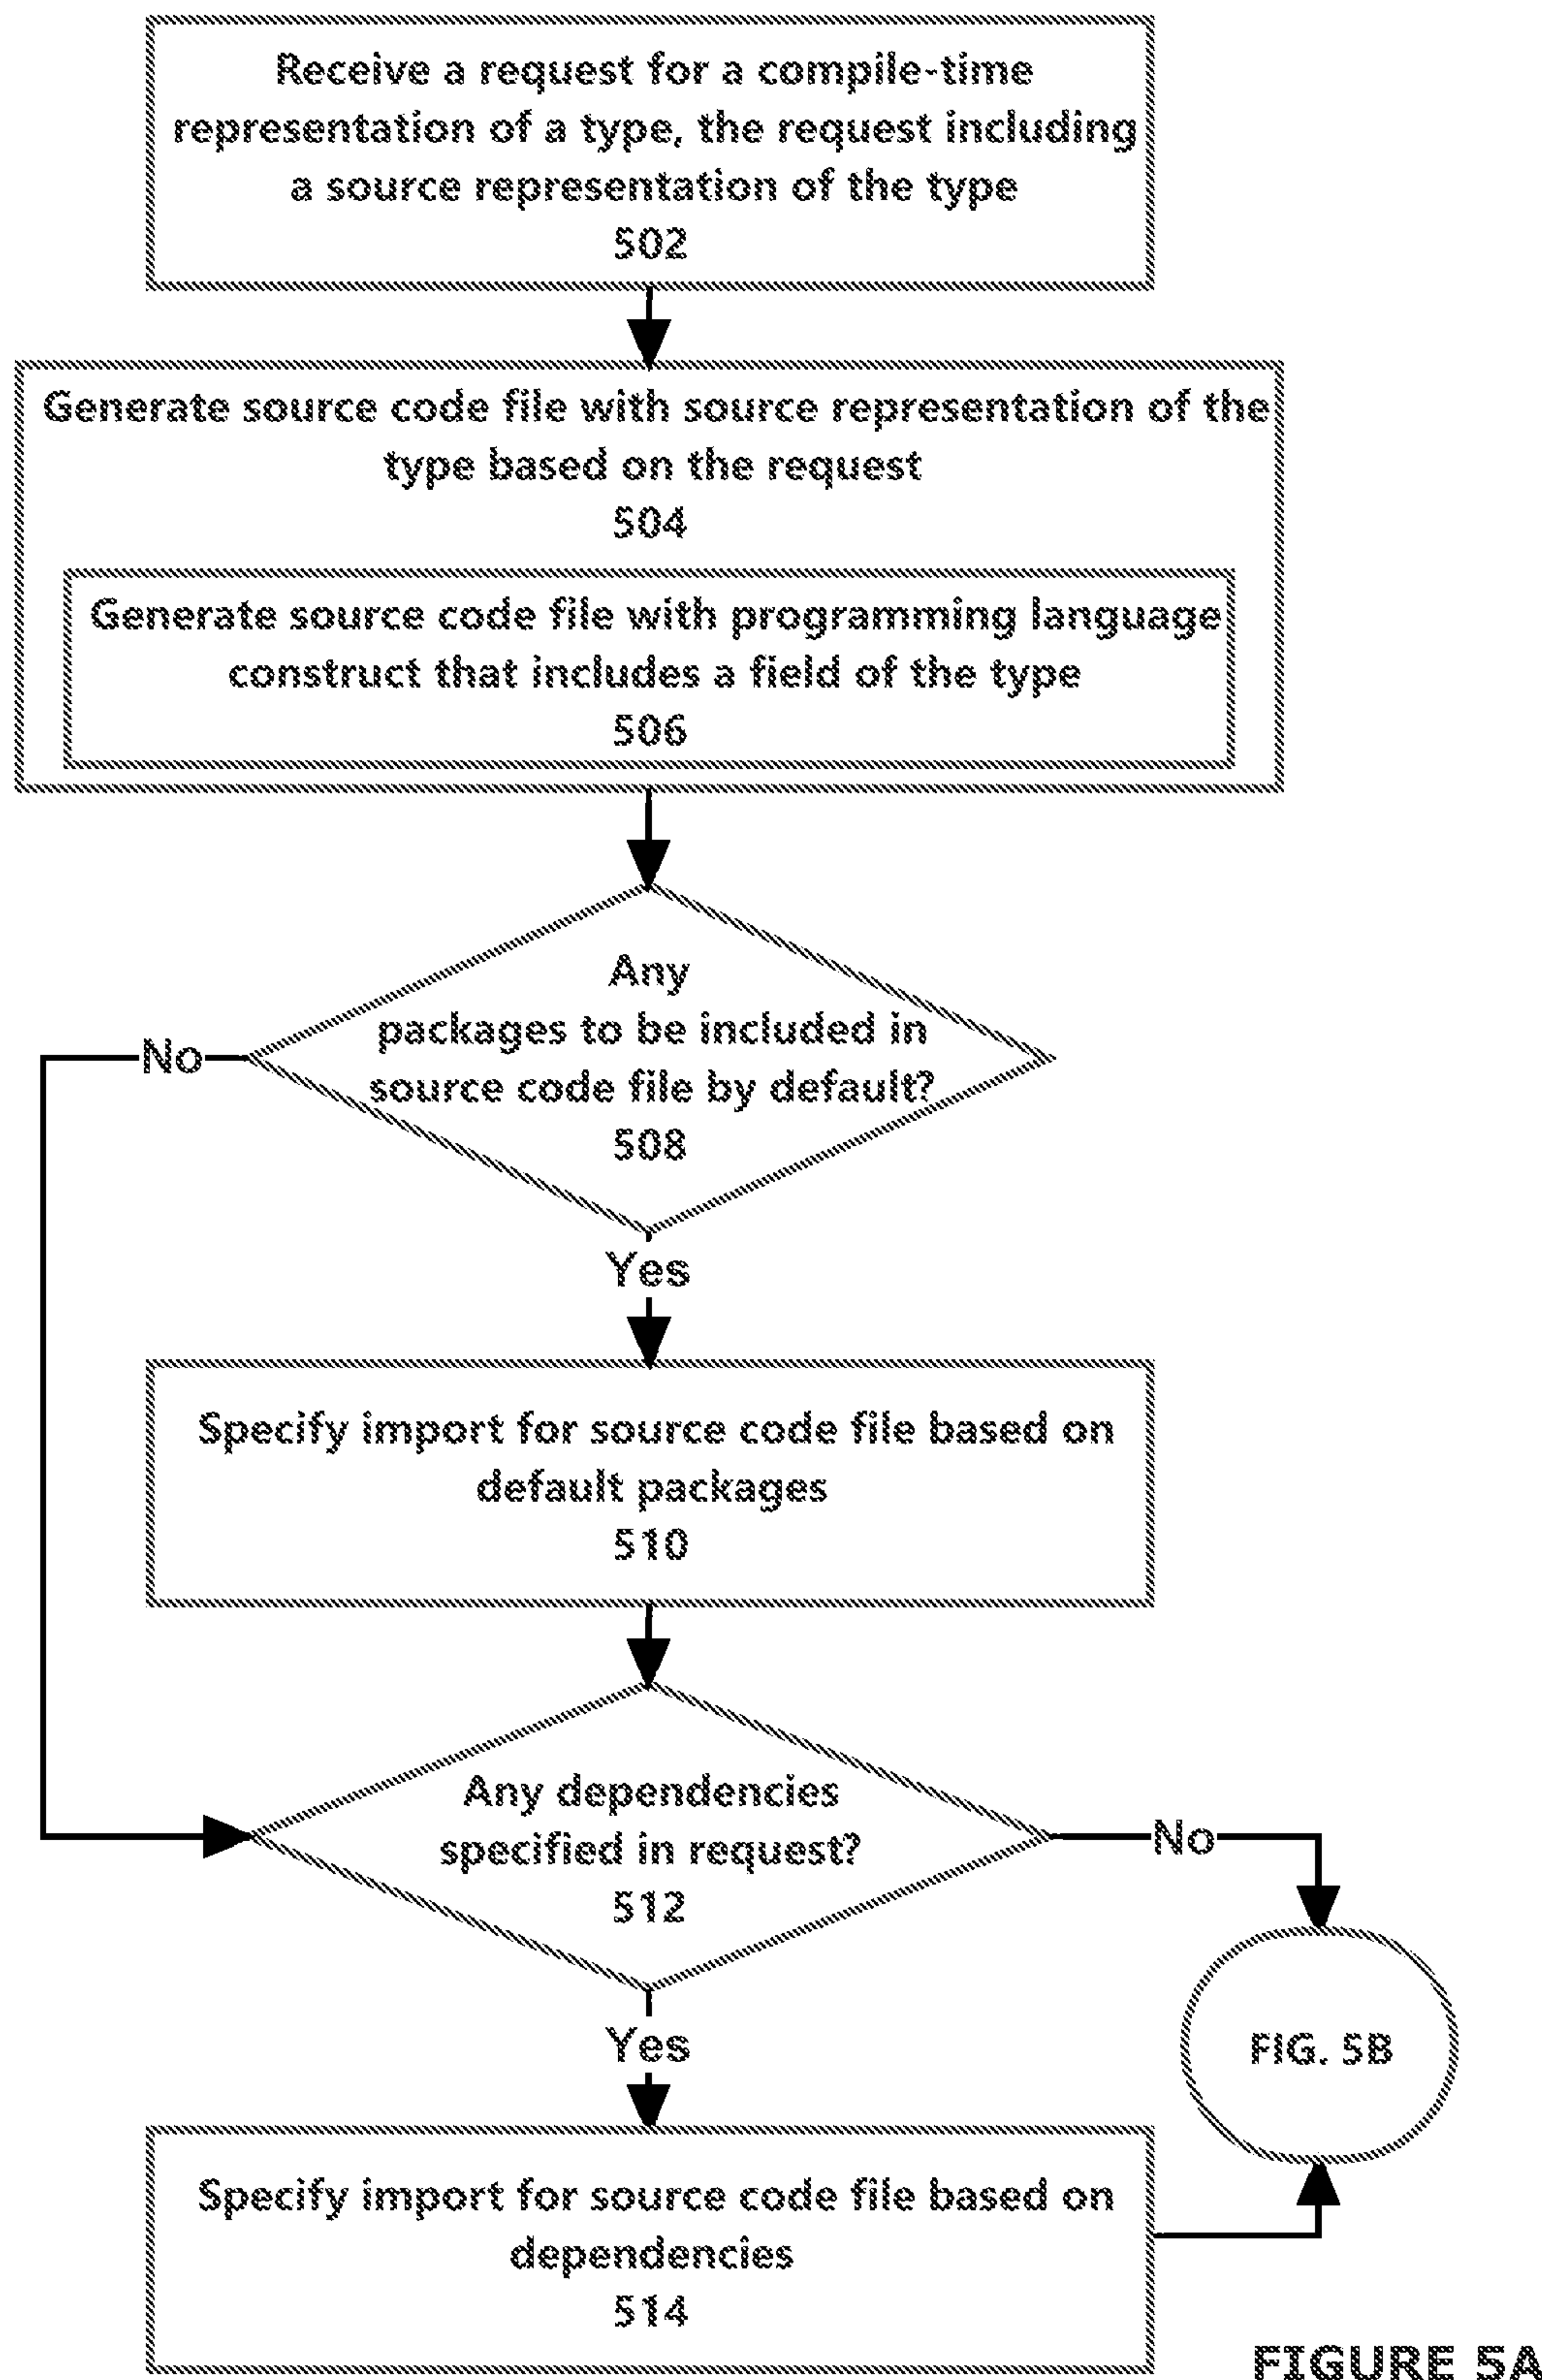 Receive a request for a compile-time
representation of a type, the request including
a source representation of the type
502
Generate source code file with source representation of the
type based on the request
504
Generate source code file with programming language
construct that includes a field of the type
506
Any
packages to be included in
source code file by default?
508
No
Yes
Specify import for source code file based on
default packages
510
Any dependencies
specified in request?
512
No
Yes
FIG. 5B
Specify import for source code file based on
dependencies
514
FIGURE 5A